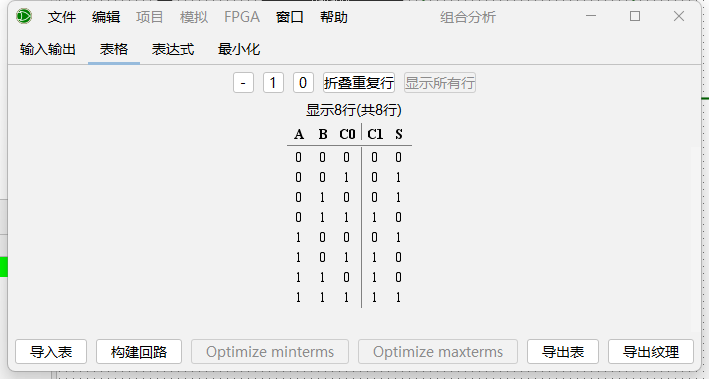 文件 编辑 项目 模拟 FPGA 窗口 帮助 组合分析
输入输出 表格 表达式 最小化
- 1 0 折叠重复行 显示所有行
显示8行(共8行)
A B C0 C1 S
0 0 0 0 0
0 0 1 0 1
0 1 0 0 1
0 1 1 1 0
1 0 0 0 1
1 0 1 1 0
1 1 0 1 0
1 1 1 1 1
导入表 构建回路 Optimize minterms Optimize maxterms 导出表 导出纹理